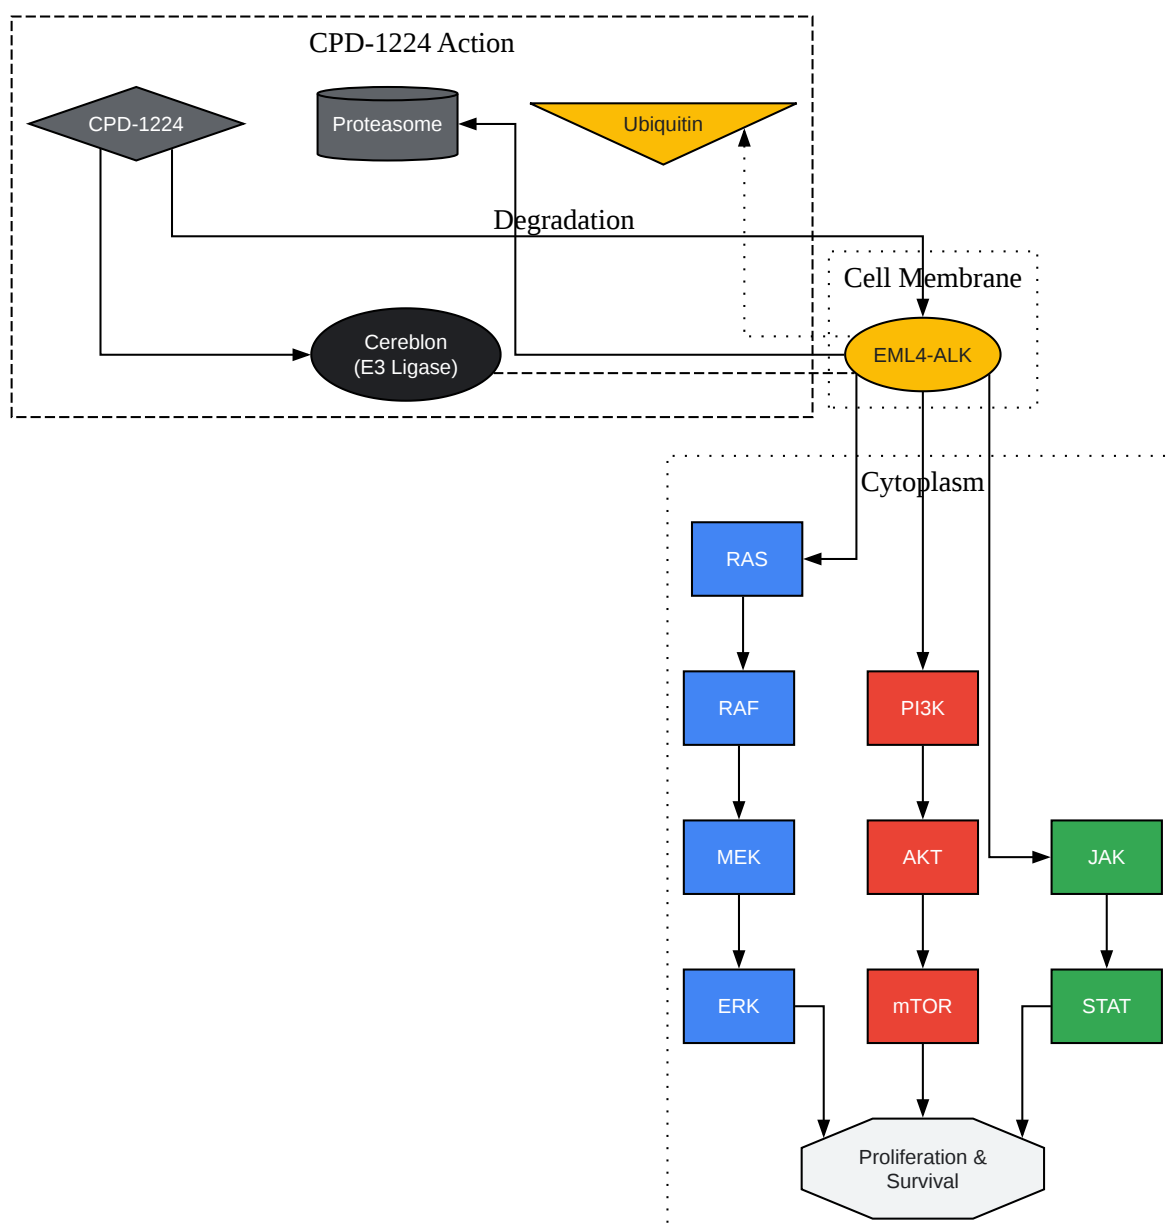 CPD-1224 Action
CPD-1224
Proteasome
Ubiquitin
Degradation
Cell Membrane
Cereblon
(E3 Ligase)
EML4-ALK
Cytoplasm
RAS
RAF
PI3K
MEK
AKT
JAK
ERK
mTOR
STAT
Proliferation &
Survival